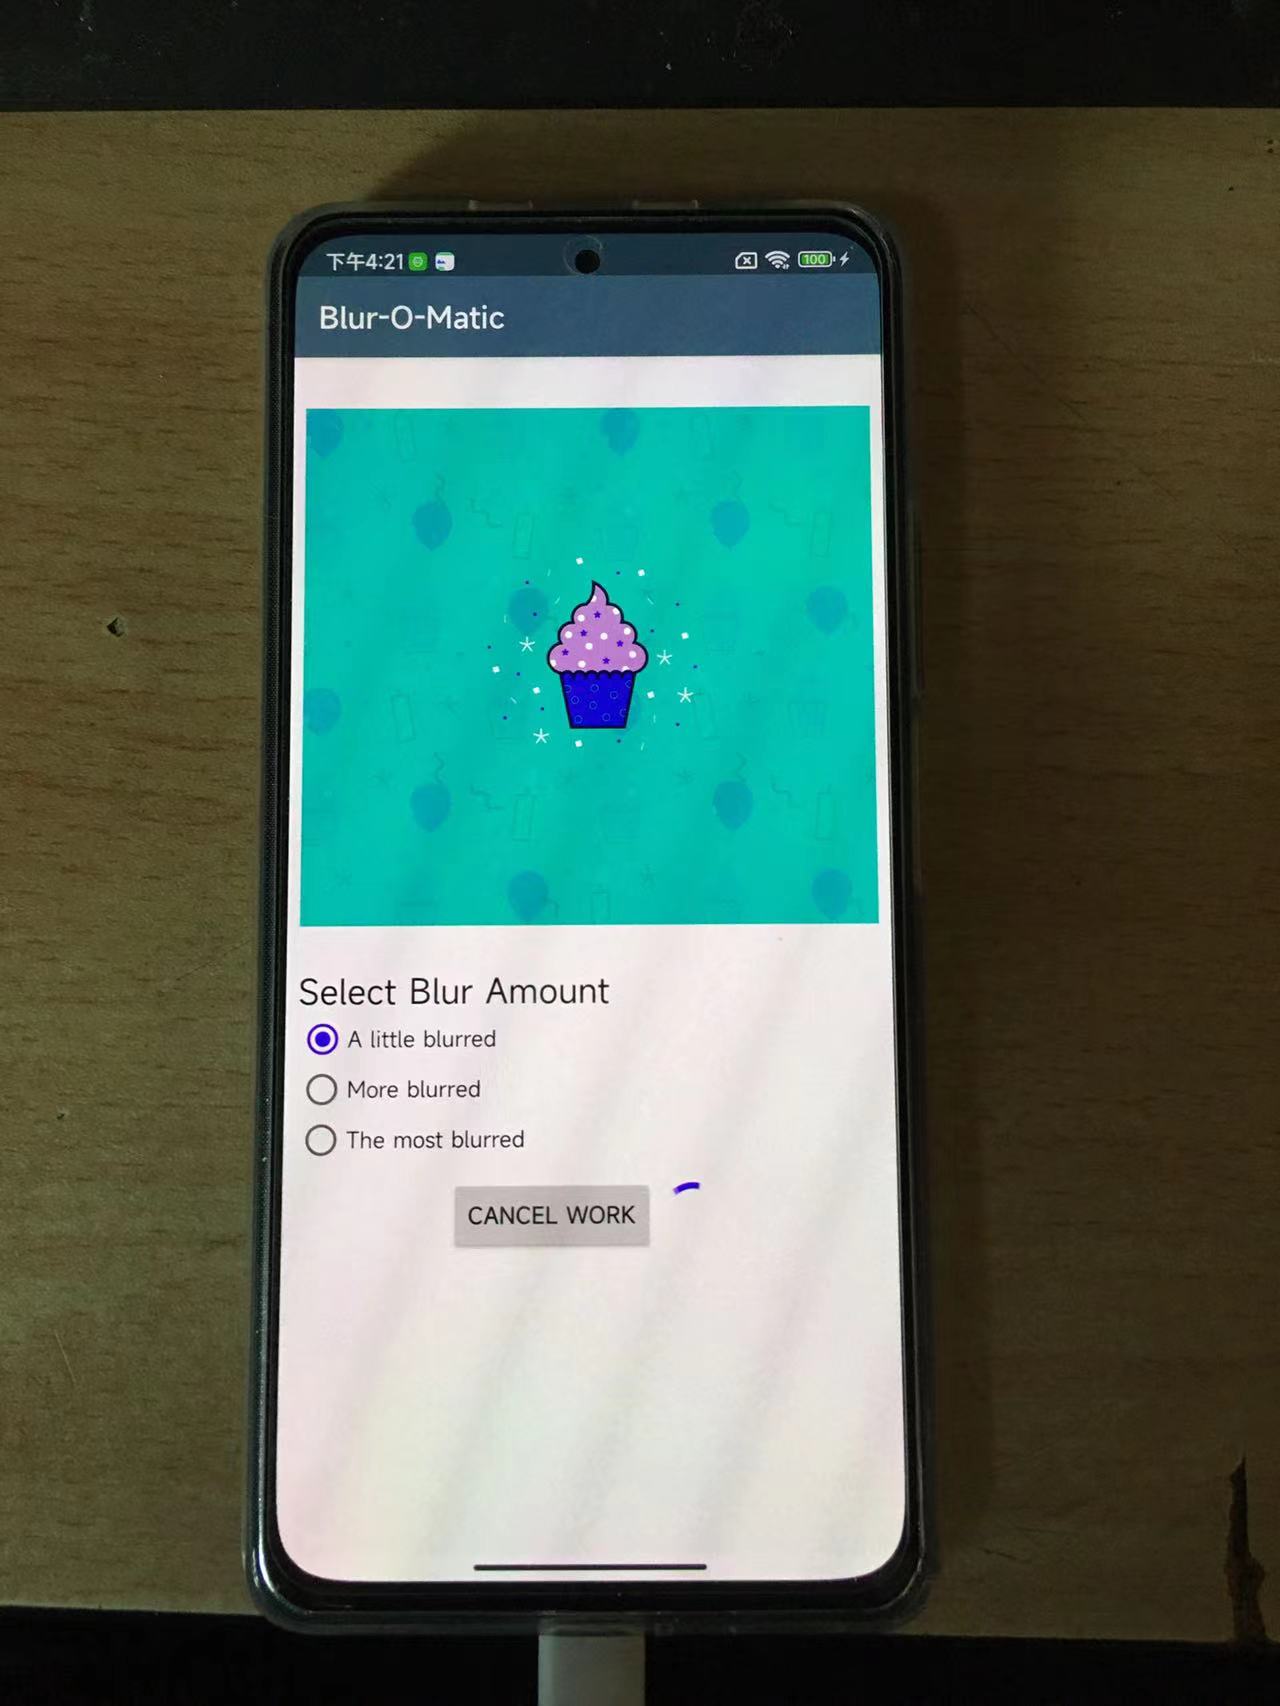 下午4:21
100
Blur-O-Matic
Select Blur Amount
A little blurred
More blurred
The most blurred
CANCEL WORK